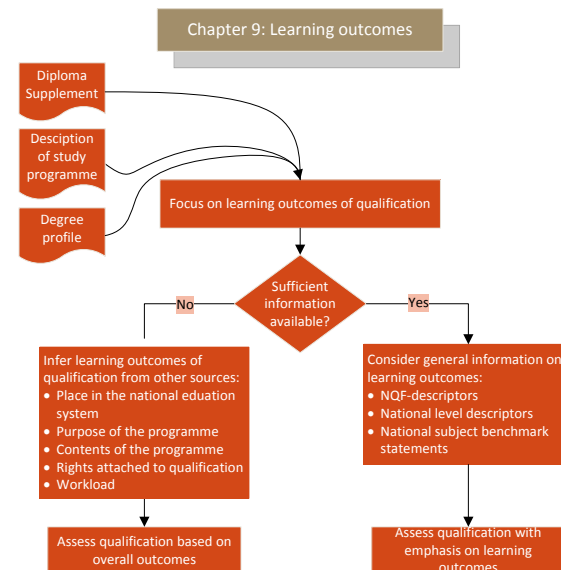 Chapter 9: Learning outcomes
Diploma
Supplement
Desciption
of study
programme
Degree
profile
Focus on learning outcomes of qualification
Sufficient
information
available?
No
Yes
Infer learning outcomes of
qualification from other sources:
• Place in the national eduation
system
• Purpose of the programme
• Contents of the programme
• Rights attached to qualification
• Workload
Consider general information on
learning outcomes:
• NQF-descriptors
• National level descriptors
• National subject benchmark
statements
Assess qualification based on
overall outcomes
Assess qualification with
emphasis on learning
outcomes